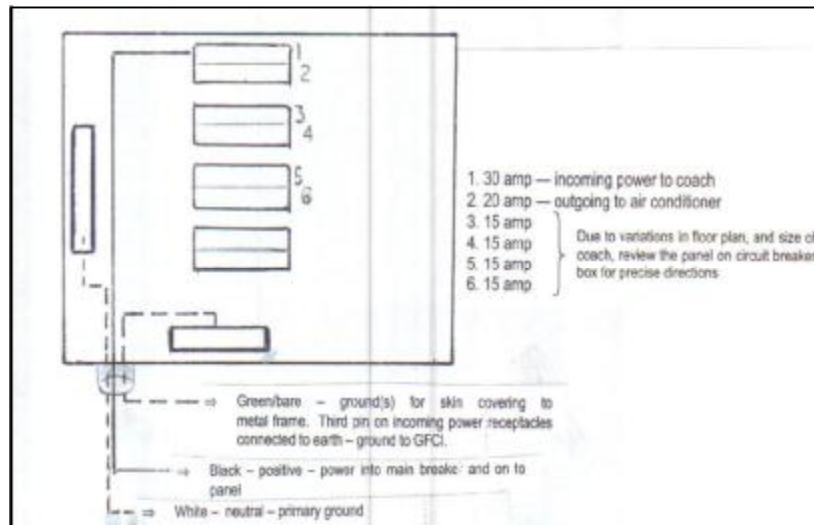 1
2
3
4
5
6
1. 30 amp — incoming power to coach
2. 20 amp — outgoing to air conditioner
3. 15 amp
4. 15 amp
5. 15 amp
6. 15 amp
Due to variations in floor plan, and size of
coach, review the panel on circuit breaker
box for precise directions
Green/bare – ground(s) for skin covering to
metal frame. Third pin on incoming power receptacles
connected to earth – ground to GFCI.
Black – positive – power into main breaker and on to
panel
White – neutral – primary ground